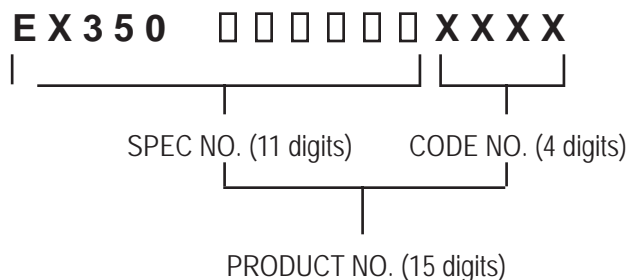 EX350 □□□□□□XXXX
SPEC NO. (11 digits) CODE NO. (4 digits)
PRODUCT NO. (15 digits)